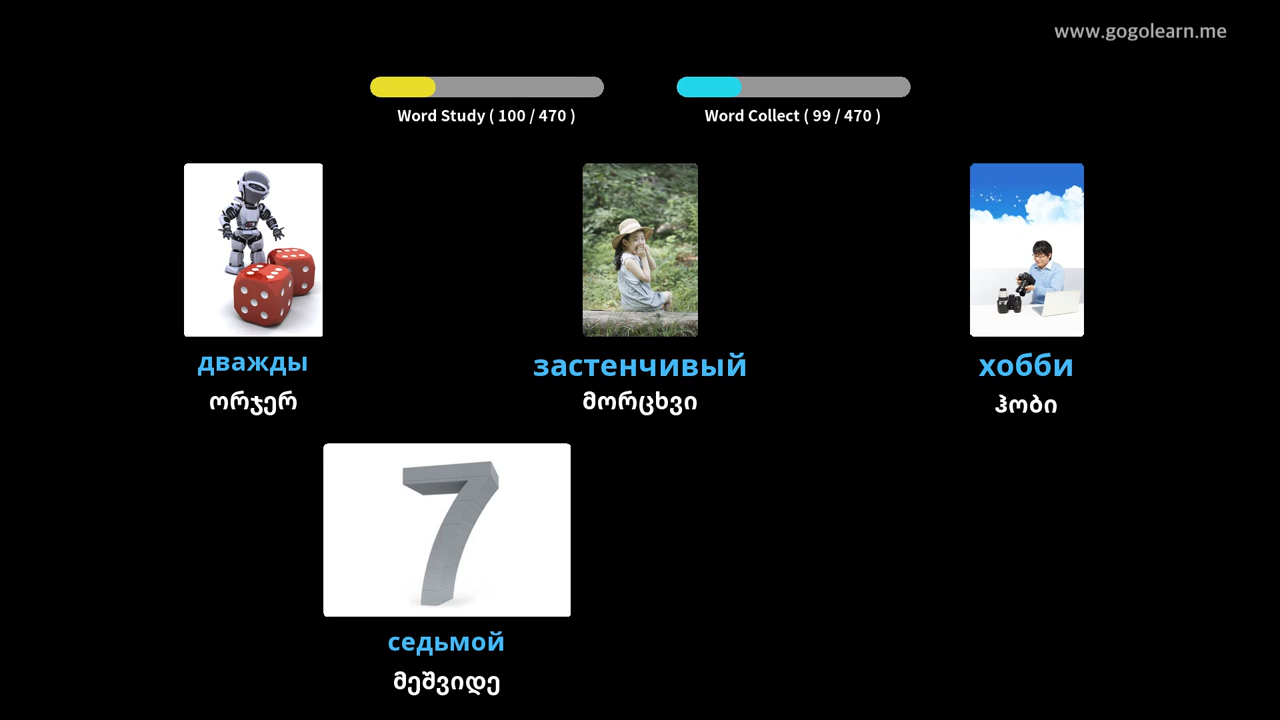 www.gogolearn.me
Word Study ( 100 / 470 )
Word Collect ( 99 / 470 )
дважды
ორჯერ
застенчивый
მორცხვი
хобби
ჰობი
7
седьмой
მეშვიდე